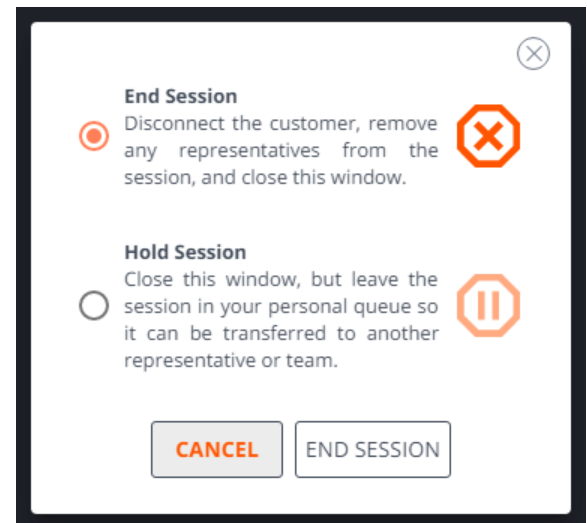 End Session
Disconnect the customer, remove
any representatives from the
session, and close this window.
Hold Session
Close this window, but leave the
session in your personal queue so
it can be transferred to another
representative or team.
CANCEL
END SESSION